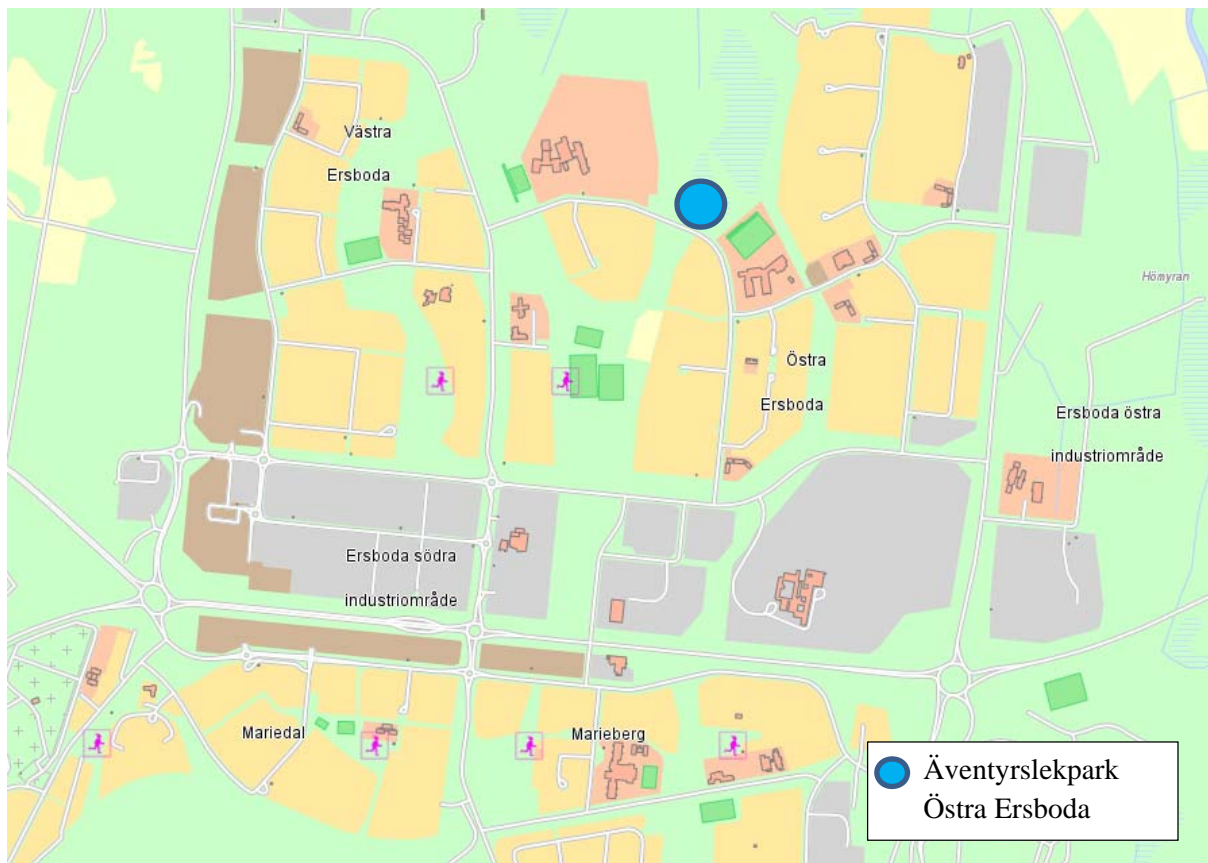 Västra
Ersboda
Hömyran
Östra
Ersboda
Ersboda östra
industriområde
Ersboda södra
industriområde
Mariedal
Marieberg
Äventyrslekpark
Östra Ersboda